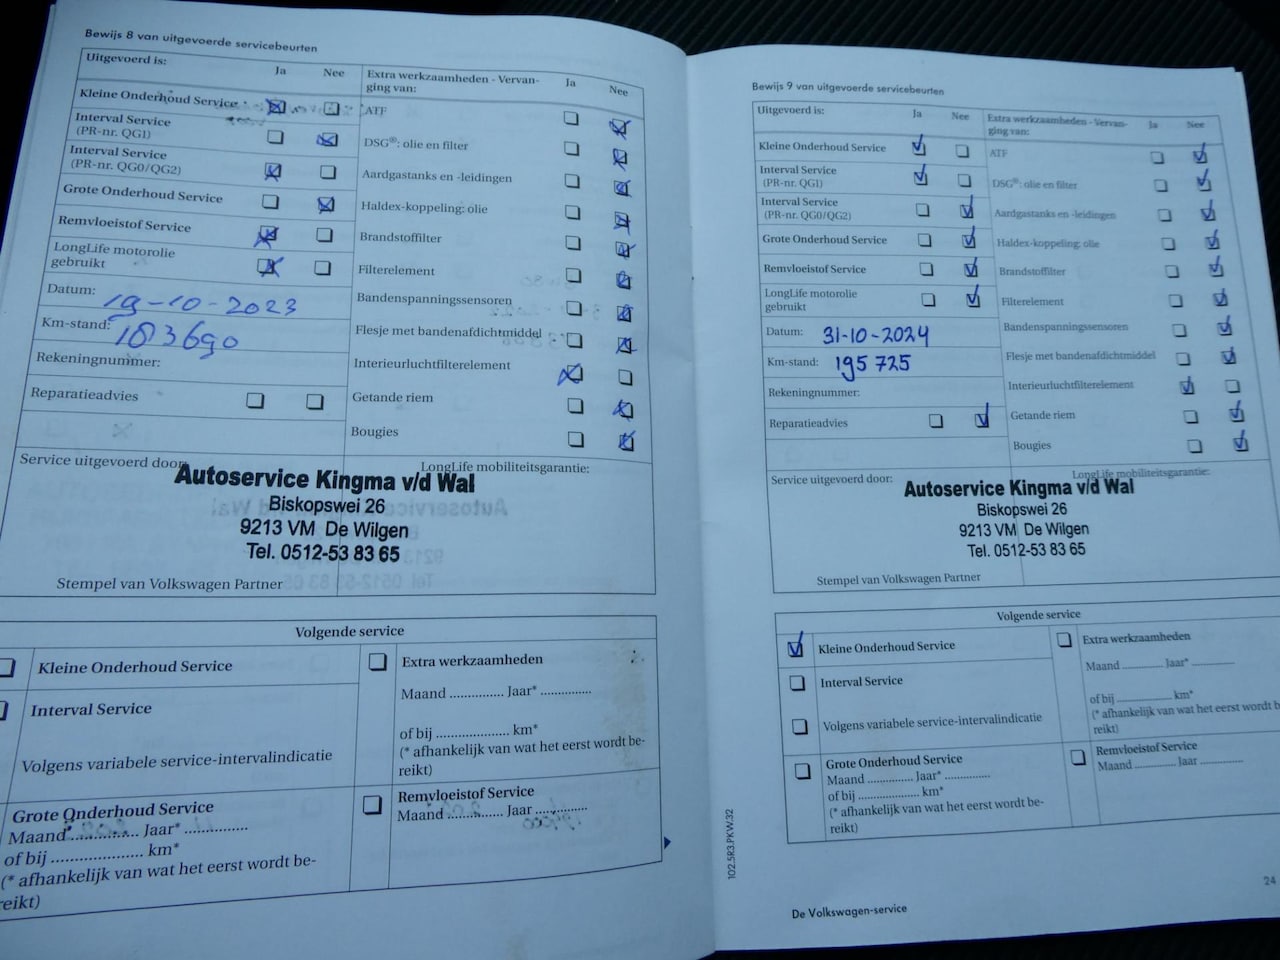 Bewijs 8 van uitgevoerde servicebeurten
Uitgevoerd is:
Ja
Nee
Kleine Onderhoud Service
Interval Service
(PR-nr. QG1)
Interval Service
(PR-nr. QG0/QG2)
Grote Onderhoud Service
Remvloeistof Service
LongLife motorolie
gebruikt
Datum: 19-10-2023
Km-stand: 183690
Rekeningnummer:
Reparatieadvies
Extra werkzaamheden - Vervan-
ging van:
Ja
Nee
ATF
DSG®: olie en filter
Aardgastanks en -leidingen
Haldex-koppeling: olie
Brandstoffilter
Filterelement
Bandenspanningssensoren
Flesje met bandenafdichtmiddel
Interieurluchtfilterelement
Getande riem
Bougies
Service uitgevoerd door
LongLife mobiliteitsgarantie:
Autoservice Kingma v/d Wal
Biskopswei 26
9213 VM De Wilgen
Tel. 0512-53 83 65
Stempel van Volkswagen Partner
Volgende service
Kleine Onderhoud Service
Interval Service
Volgens variabele service-intervalindicatie
Grote Onderhoud Service
Maand .............. Jaar* ..............
of bij .................... km*
(* afhankelijk van wat het eerst wordt be-
reikt)
Extra werkzaamheden
Maand .............. Jaar* .............
of bij .................... km*
(* afhankelijk van wat het eerst wordt be-
reikt)
Remvloeistof Service
Maand .............. Jaar .............
Bewijs 9 van uitgevoerde servicebeurten
Uitgevoerd is:
Ja
Nee
Kleine Onderhoud Service
Interval Service
(PR-nr. QG1)
Interval Service
(PR-nr. QG0/QG2)
Grote Onderhoud Service
Remvloeistof Service
LongLife motorolie
gebruikt
Datum: 31-10-2024
Km-stand: 195 725
Rekeningnummer:
Reparatieadvies
Extra werkzaamheden - Vervan-
ging van:
Ja
Nee
ATF
DSG®: olie en filter
Aardgastanks en -leidingen
Haldex-koppeling: olie
Brandstoffilter
Filterelement
Bandenspanningssensoren
Flesje met bandenafdichtmiddel
Interieurluchtfilterelement
Getande riem
Bougies
Service uitgevoerd door:
LongLife mobiliteitsgarantie:
Autoservice Kingma v/d Wal
Biskopswei 26
9213 VM De Wilgen
Tel. 0512-53 83 65
Stempel van Volkswagen Partner
Volgende service
Kleine Onderhoud Service
Interval Service
Volgens variabele service-intervalindicatie
Grote Onderhoud Service
Maand .............. Jaar* .............
of bij .................... km*
(* afhankelijk van wat het eerst wordt be-
reikt)
Extra werkzaamheden
Maand ............ Jaar* .............
of bij .................. km*
(* afhankelijk van wat het eerst wordt b
reikt)
Remvloeistof Service
Maand ............ Jaar .............
102.5R3.PKW.32
De Volkswagen-service
24